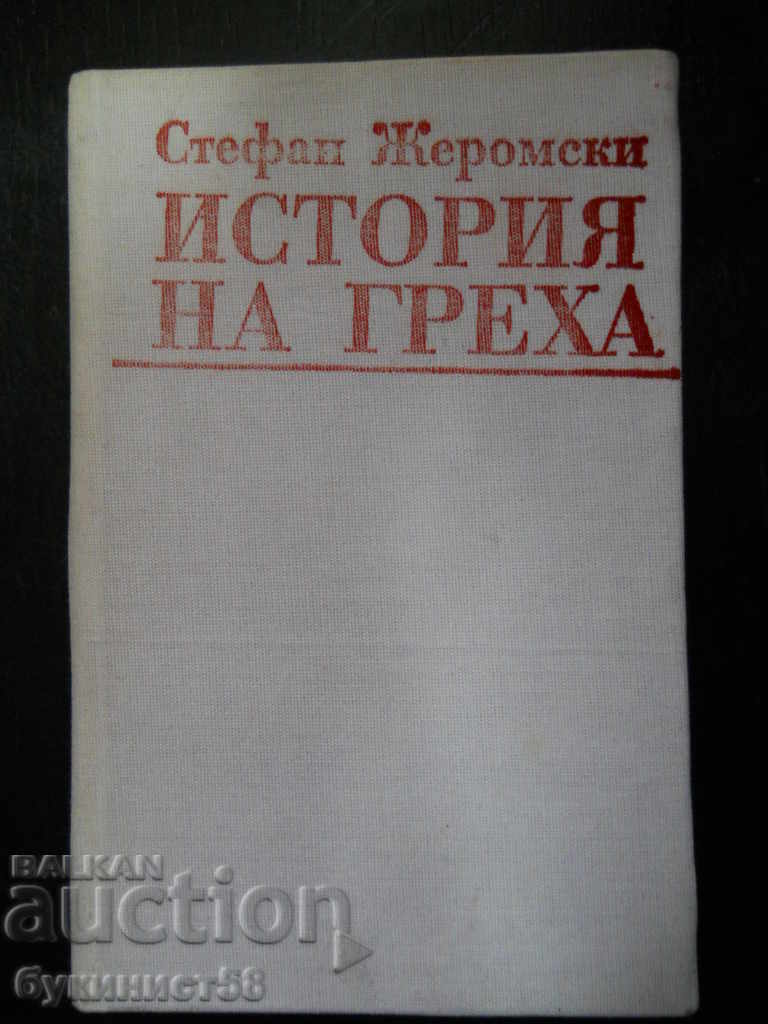 Стефан Жеромски
ИСТОРИЯ
НА ГРЕХА
BALKAN
auction
букинист58